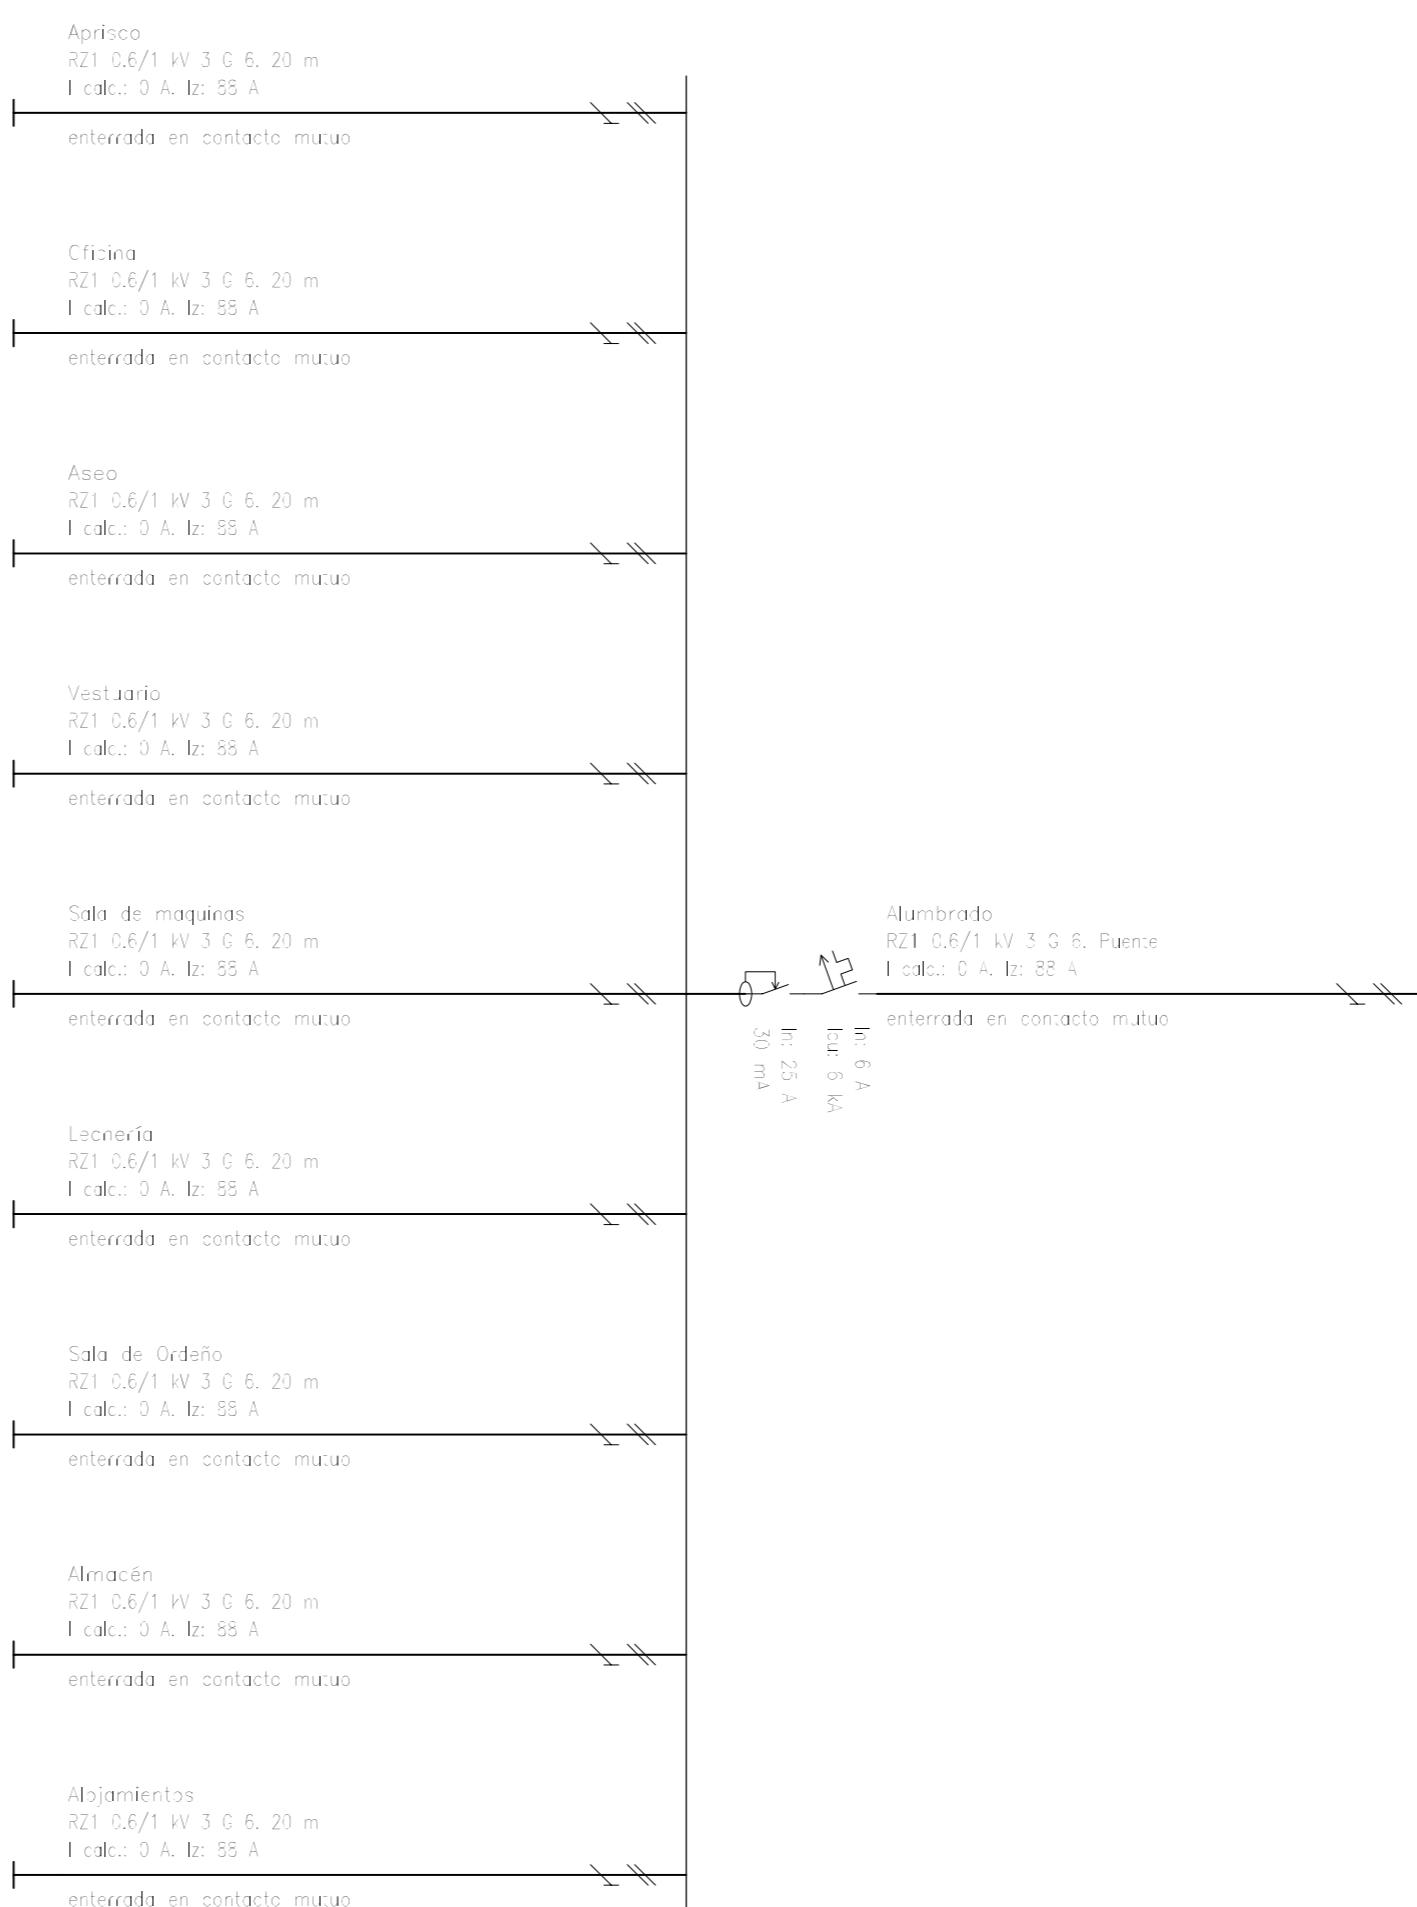 Aprisco
RZ1 0.6/1 kV 3 G 6. 20 m
I calc.: 0 A. Iz: 88 A
enterrada en contacto mutuo
Oficina
RZ1 0.6/1 kV 3 G 6. 20 m
I calc.: 0 A. Iz: 88 A
enterrada en contacto mutuo
Aseo
RZ1 0.6/1 kV 3 G 6. 20 m
I calc.: 0 A. Iz: 88 A
enterrada en contacto mutuo
Vestuario
RZ1 0.6/1 kV 3 G 6. 20 m
I calc.: 0 A. Iz: 88 A
enterrada en contacto mutuo
Sala de maquinas
RZ1 0.6/1 kV 3 G 6. 20 m
I calc.: 0 A. Iz: 88 A
enterrada en contacto mutuo
Alumbrado
RZ1 0.6/1 kV 3 G 6. Puente
I calc.: 0 A. Iz: 88 A
enterrada en contacto mutuo
In: 25 A
30 mA
In: 6 A
Icu: 6 kA
Lechería
RZ1 0.6/1 kV 3 G 6. 20 m
I calc.: 0 A. Iz: 88 A
enterrada en contacto mutuo
Sala de Ordeño
RZ1 0.6/1 kV 3 G 6. 20 m
I calc.: 0 A. Iz: 88 A
enterrada en contacto mutuo
Almacén
RZ1 0.6/1 kV 3 G 6. 20 m
I calc.: 0 A. Iz: 88 A
enterrada en contacto mutuo
Alojamientos
RZ1 0.6/1 kV 3 G 6. 20 m
I calc.: 0 A. Iz: 88 A
enterrada en contacto mutuo